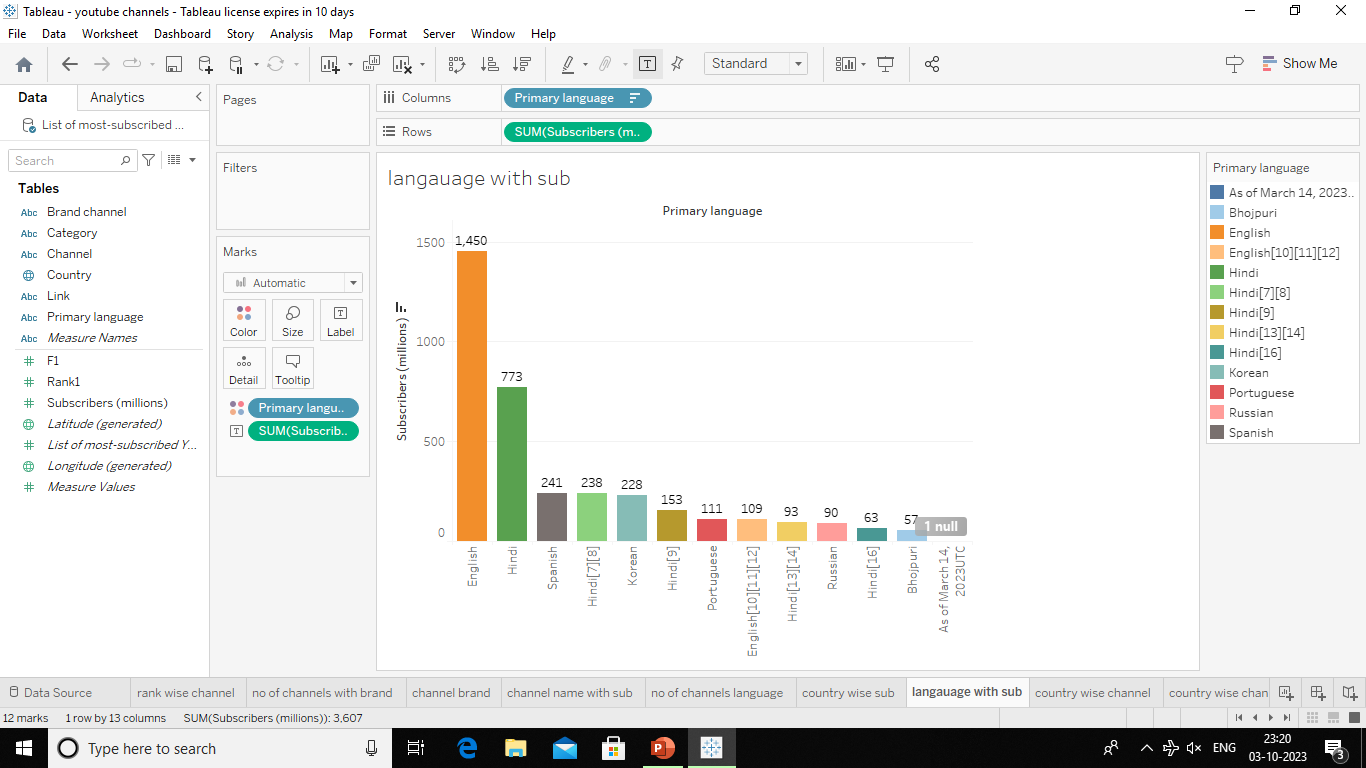 Tableau - youtube channels - Tableau license expires in 10 days
File Data Worksheet Dashboard Story Analysis Map Format Server Window Help
Standard
Show Me
Data Analytics
List of most-subscribed ...
Search
Tables
Abc Brand channel
Abc Category
Abc Channel
Country
Abc Link
Abc Primary language
Abc Measure Names
F1
Rank1
Subscribers (millions)
Latitude (generated)
List of most-subscribed Y...
Longitude (generated)
Measure Values
Pages
Filters
Marks
Automatic
Color Size Label
Detail Tooltip
Primary langu..
SUM(Subscrib..
Columns Primary language
Rows SUM(Subscribers (m..
langauage with sub
Primary language
Subscribers (millions)
1500
1000
500
0
1,450
773
241
238
228
153
111
109
93
90
63
57
1 null
English
Hindi
Spanish
Hindi[7][8]
Korean
Hindi[9]
Portuguese
English[10][11][12]
Hindi[13][14]
Russian
Hindi[16]
Bhojpuri
As of March 14,
2023UTC
Primary language
As of March 14, 2023..
Bhojpuri
English
English[10][11][12]
Hindi
Hindi[7][8]
Hindi[9]
Hindi[13][14]
Hindi[16]
Korean
Portuguese
Russian
Spanish
Data Source rank wise channel no of channels with brand channel brand channel name with sub no of channels language country wise sub langauage with sub country wise channel country wise chan
12 marks 1 row by 13 columns SUM(Subscribers (millions)): 3,607
Type here to search
ENG
23:20
03-10-2023
3